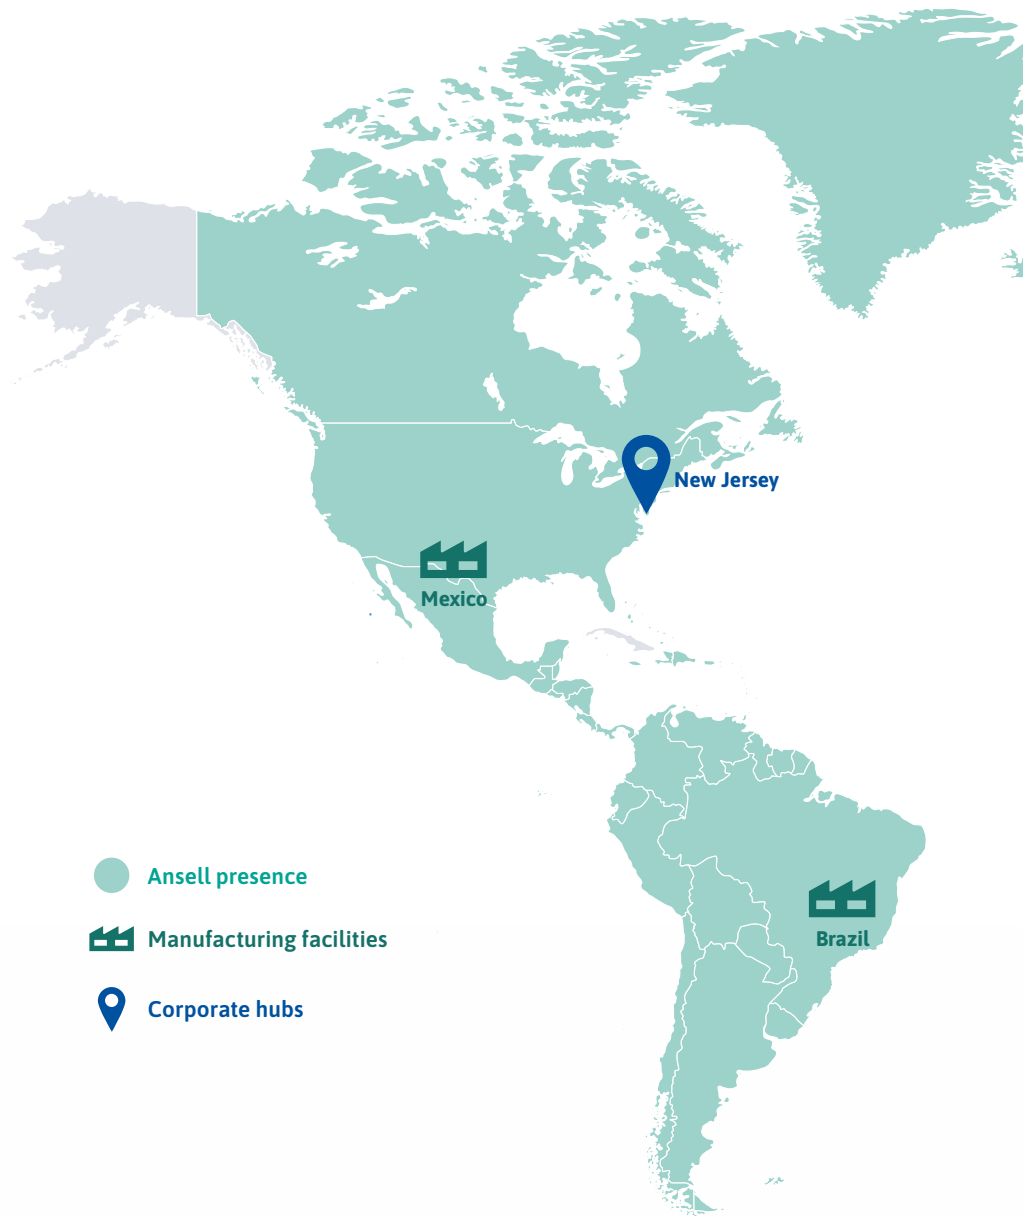 New Jersey
Mexico
Ansell presence
Brazil
Manufacturing facilities
Corporate hubs